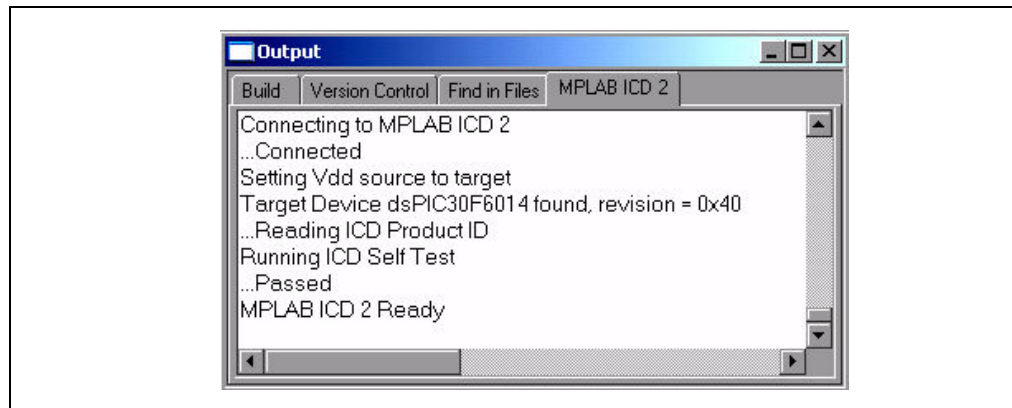 Output
Build Version Control Find in Files MPLAB ICD 2
Connecting to MPLAB ICD 2
...Connected
Setting Vdd source to target
Target Device dsPIC30F6014 found, revision = 0x40
...Reading ICD Product ID
Running ICD Self Test
...Passed
MPLAB ICD 2 Ready